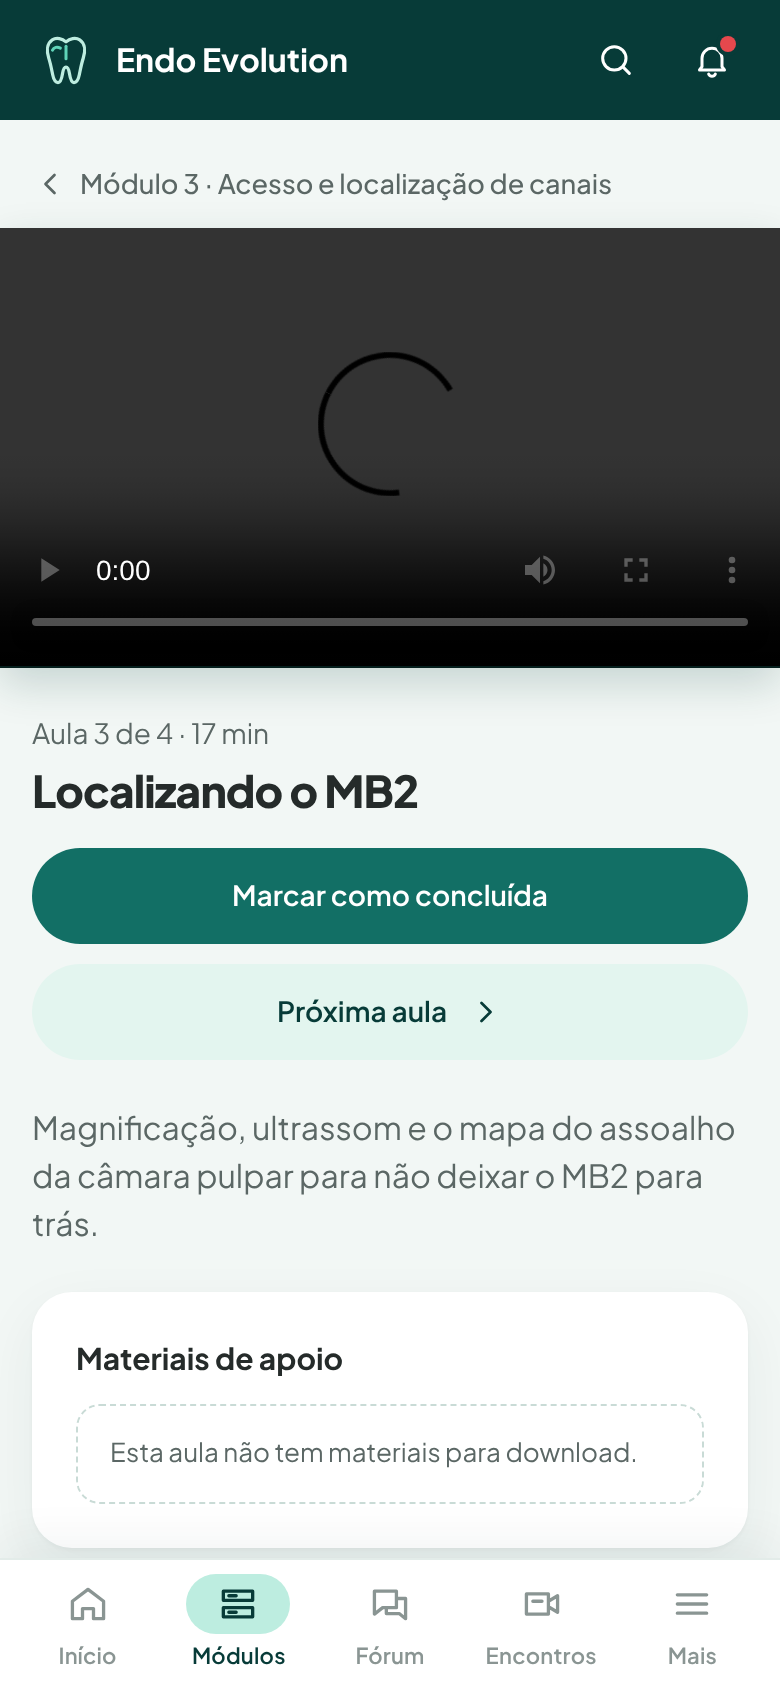 Endo Evolution
Módulo 3 · Acesso e localização de canais
0:00
Aula 3 de 4 · 17 min
Localizando o MB2
Marcar como concluída
Próxima aula
Magnificação, ultrassom e o mapa do assoalho
da câmara pulpar para não deixar o MB2 para
trás.
Materiais de apoio
Esta aula não tem materiais para download.
Início
Módulos
Fórum
Encontros
Mais